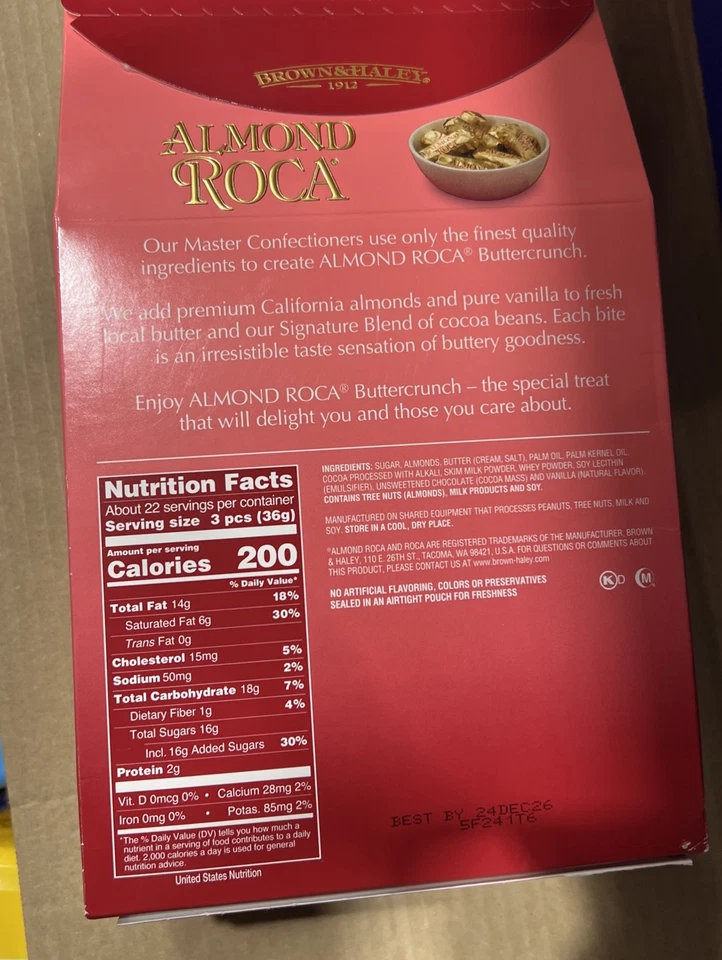 BROWN & HALEY®
1912
ALMOND
ROCA®
Our Master Confectioners use only the finest quality
ingredients to create ALMOND ROCA® Buttercrunch.
We add premium California almonds and pure vanilla to fresh
local butter and our Signature Blend of cocoa beans. Each bite
is an irresistible taste sensation of buttery goodness.
Enjoy ALMOND ROCA® Buttercrunch – the special treat
that will delight you and those you care about.
Nutrition Facts
About 22 servings per container
Serving size 3 pcs (36g)
Amount per serving
Calories 200
% Daily Value*
Total Fat 14g 18%
Saturated Fat 6g 30%
Trans Fat 0g
Cholesterol 15mg 5%
Sodium 50mg 2%
Total Carbohydrate 18g 7%
Dietary Fiber 1g 4%
Total Sugars 16g
Incl. 16g Added Sugars 30%
Protein 2g
Vit. D 0mcg 0% • Calcium 28mg 2%
Iron 0mg 0% • Potas. 85mg 2%
*The % Daily Value (DV) tells you how much a
nutrient in a serving of food contributes to a daily
diet. 2,000 calories a day is used for general
nutrition advice.
United States Nutrition
INGREDIENTS: SUGAR, ALMONDS, BUTTER (CREAM, SALT), PALM OIL, PALM KERNEL OIL,
COCOA PROCESSED WITH ALKALI, SKIM MILK POWDER, WHEY POWDER, SOY LECITHIN
(EMULSIFIER), UNSWEETENED CHOCOLATE (COCOA MASS) AND VANILLA (NATURAL FLAVOR).
CONTAINS TREE NUTS (ALMONDS), MILK PRODUCTS AND SOY.
MANUFACTURED ON SHARED EQUIPMENT THAT PROCESSES PEANUTS, TREE NUTS, MILK AND
SOY. STORE IN A COOL, DRY PLACE.
®ALMOND ROCA AND ROCA ARE REGISTERED TRADEMARKS OF THE MANUFACTURER, BROWN
& HALEY, 110 E. 26TH ST., TACOMA, WA 98421, U.S.A. FOR QUESTIONS OR COMMENTS ABOUT
THIS PRODUCT, PLEASE CONTACT US AT www.brown-haley.com
NO ARTIFICIAL FLAVORING, COLORS OR PRESERVATIVES
SEALED IN AN AIRTIGHT POUCH FOR FRESHNESS
K D M
BEST BY 24DEC26
SF241T6